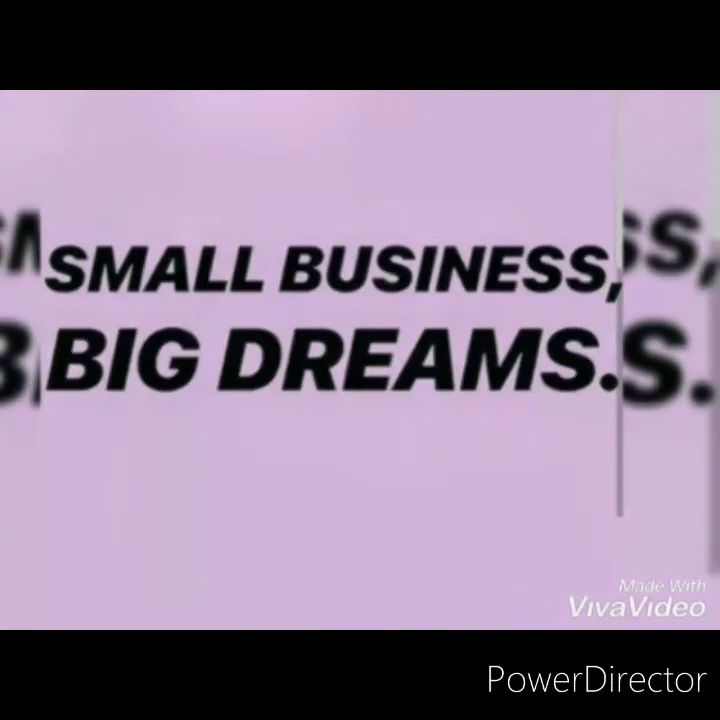 SMALL BUSINESS,
BIG DREAMS.
Made With
VivaVideo
PowerDirector